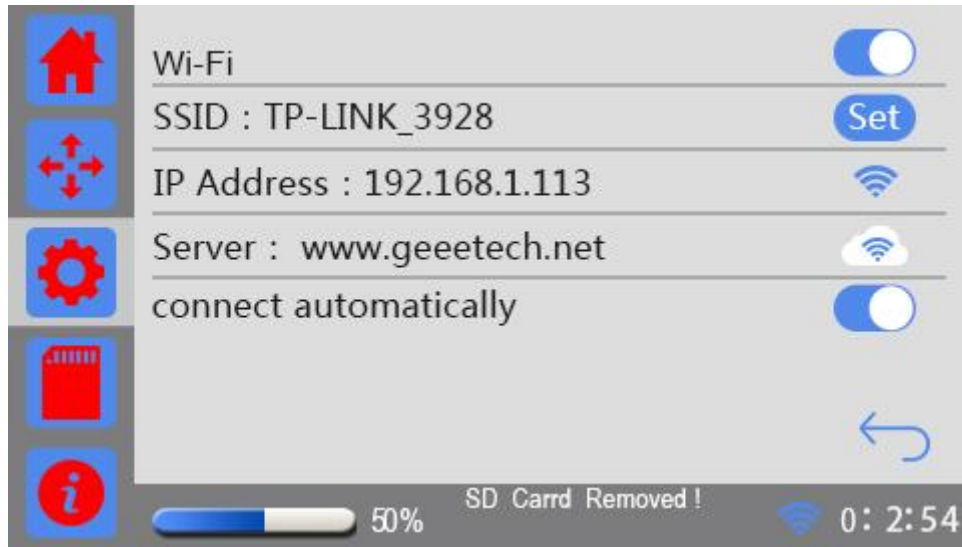 Wi-Fi
SSID : TP-LINK_3928
Set
IP Address : 192.168.1.113
Server : www.geeetech.net
connect automatically
i
50%
SD Carrd Removed !
0: 2:54